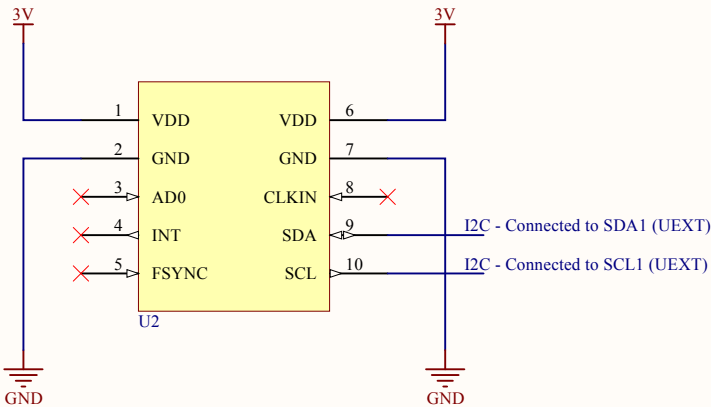 3V
3V
1
VDD
VDD
6
2
GND
GND
7
3
AD0
CLKIN
8
4
INT
SDA
9
I2C - Connected to SDA1 (UEXT)
5
FSYNC
SCL
10
I2C - Connected to SCL1 (UEXT)
U2
GND
GND